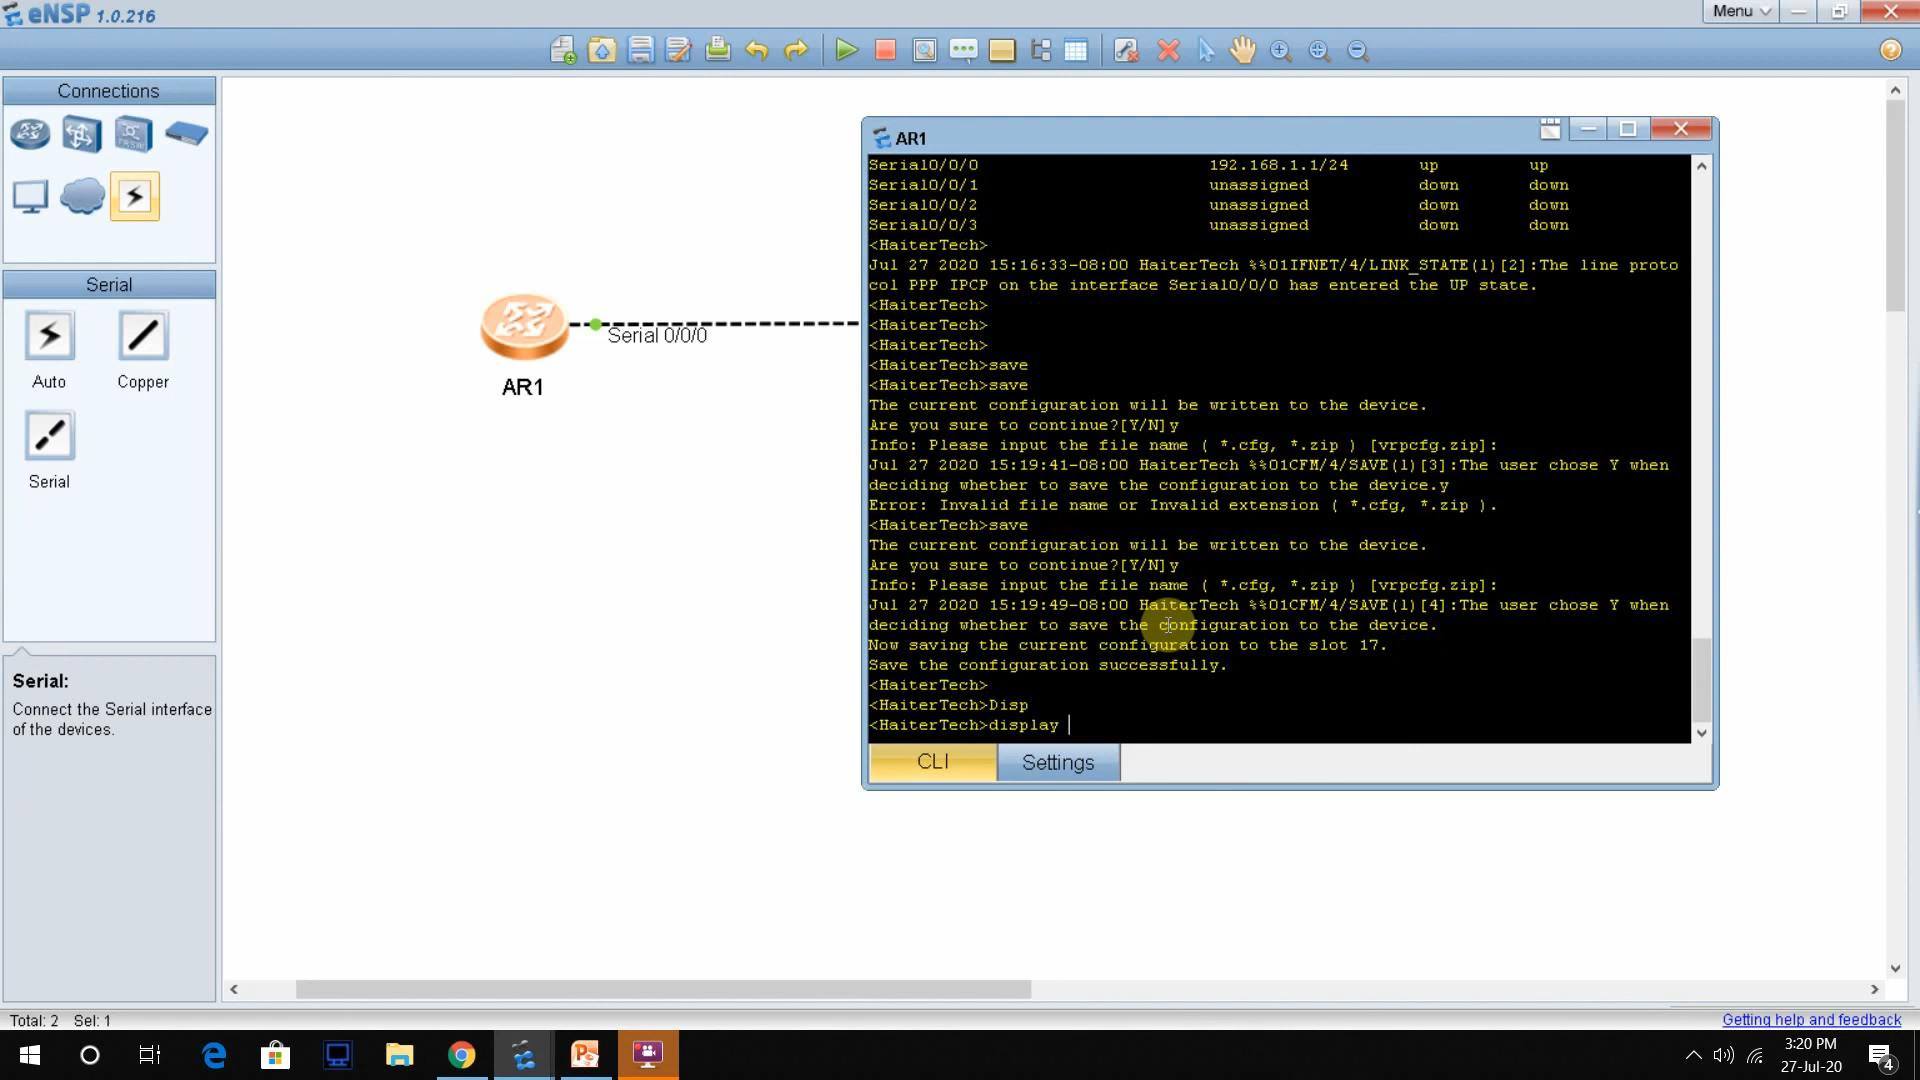 eNSP 1.0.216
Menu
Connections
Serial
Auto
Copper
Serial
Serial:
Connect the Serial interface
of the devices.
AR1
Serial 0/0/0
AR1
Serial0/0/0 192.168.1.1/24 up up
Serial0/0/1 unassigned down down
Serial0/0/2 unassigned down down
Serial0/0/3 unassigned down down
<HaiterTech>
Jul 27 2020 15:16:33-08:00 HaiterTech %%01IFNET/4/LINK_STATE(l)[2]:The line proto
col PPP IPCP on the interface Serial0/0/0 has entered the UP state.
<HaiterTech>
<HaiterTech>
<HaiterTech>
<HaiterTech>save
<HaiterTech>save
The current configuration will be written to the device.
Are you sure to continue?[Y/N]y
Info: Please input the file name ( *.cfg, *.zip ) [vrpcfg.zip]:
Jul 27 2020 15:19:41-08:00 HaiterTech %%01CFM/4/SAVE(l)[3]:The user chose Y when
deciding whether to save the configuration to the device.y
Error: Invalid file name or Invalid extension ( *.cfg, *.zip ).
<HaiterTech>save
The current configuration will be written to the device.
Are you sure to continue?[Y/N]y
Info: Please input the file name ( *.cfg, *.zip ) [vrpcfg.zip]:
Jul 27 2020 15:19:49-08:00 HaiterTech %%01CFM/4/SAVE(l)[4]:The user chose Y when
deciding whether to save the configuration to the device.
Now saving the current configuration to the slot 17.
Save the configuration successfully.
<HaiterTech>
<HaiterTech>Disp
<HaiterTech>display
CLI
Settings
Total: 2 Sel: 1
Getting help and feedback
3:20 PM
27-Jul-20
4